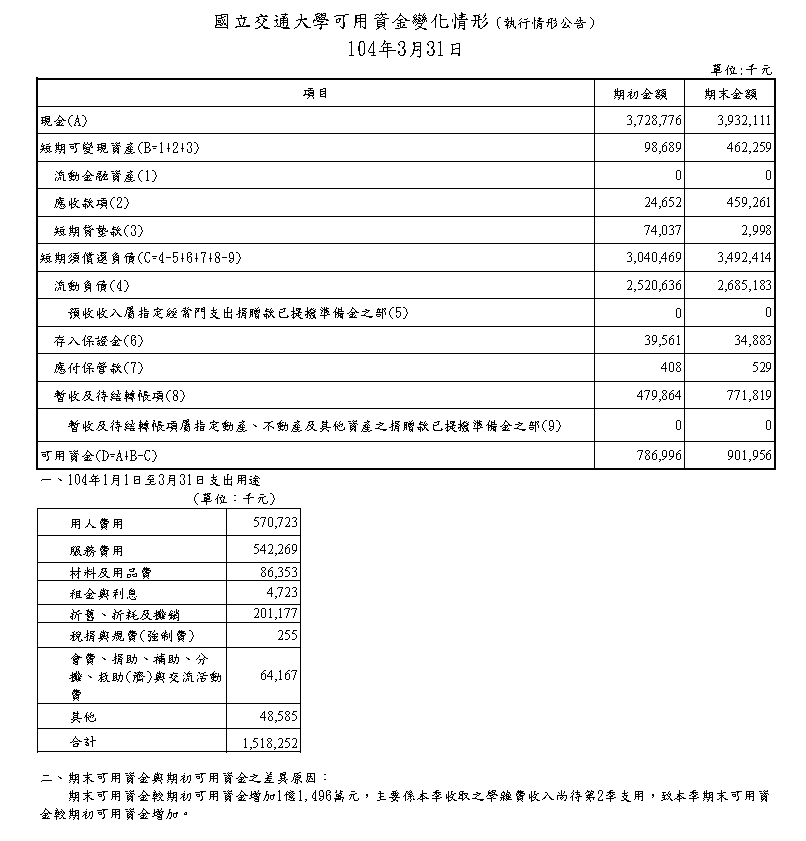 國立交通大學可用資金變化情形（執行情形公告）
104年3月31日
單位:千元
項目 期初金額 期末金額
現金(A) 3,728,776 3,932,111
短期可變現資產(B=1+2+3) 98,689 462,259
流動金融資產(1) 0 0
應收款項(2) 24,652 459,261
短期貸墊款(3) 74,037 2,998
短期須償還負債(C=4-5+6+7+8-9) 3,040,469 3,492,414
流動負債(4) 2,520,636 2,685,183
預收收入屬指定經常門支出捐贈款已提撥準備金之部(5) 0 0
存入保證金(6) 39,561 34,883
應付保管款(7) 408 529
暫收及待結轉帳項(8) 479,864 771,819
暫收及待結轉帳項屬指定動產、不動產及其他資產之捐贈款已提撥準備金之部(9) 0 0
可用資金(D=A+B-C) 786,996 901,956
一、104年1月1日至3月31日支出用途
(單位：千元)
用人費用 570,723
服務費用 542,269
材料及用品費 86,353
租金與利息 4,723
折舊、折耗及攤銷 201,177
稅捐與規費(強制費) 255
會費、捐助、補助、分
攤、救助(濟)與交流活動 64,167
費
其他 48,585
合計 1,518,252
二、期末可用資金與期初可用資金之差異原因：
期末可用資金較期初可用資金增加1億1,496萬元，主要係本季收取之學雜費收入尚待第2季支用，致本季期末可用資
金較期初可用資金增加。